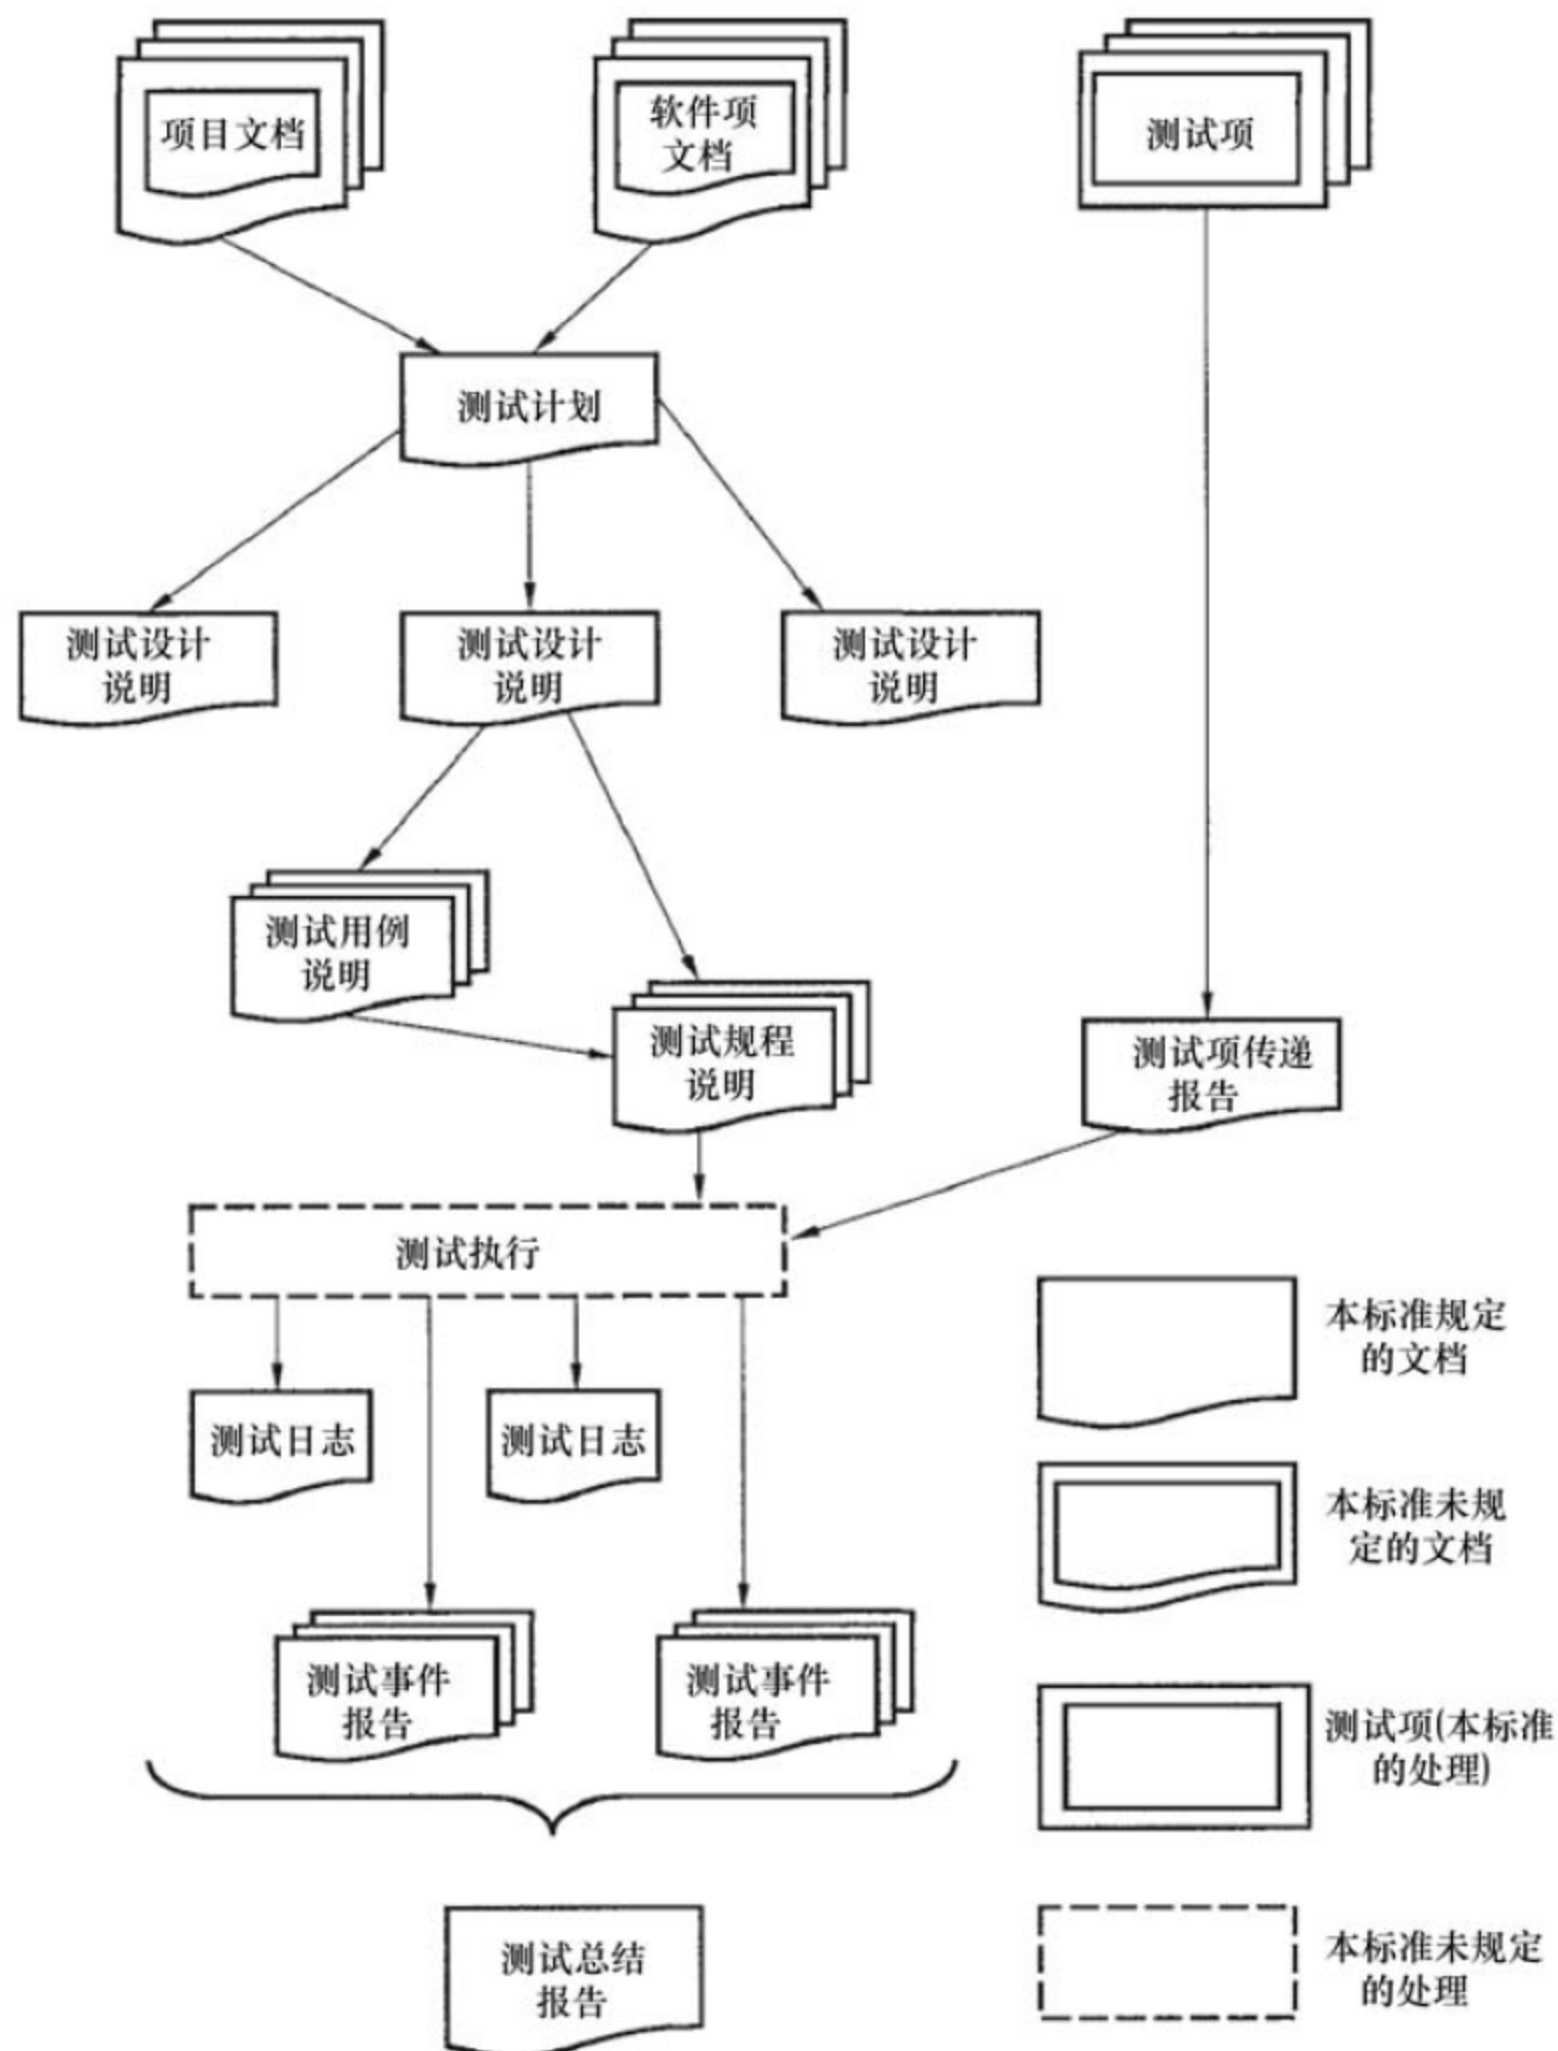 项目文档
软件项
文档
测试项
测试计划
测试设计
说明
测试设计
说明
测试设计
说明
测试用例
说明
测试规程
说明
测试项传递
报告
测试执行
测试日志
测试日志
测试事件
报告
测试事件
报告
测试总结
报告
本标准规定
的文档
本标准未规
定的文档
测试项(本标准
的处理)
本标准未规定
的处理